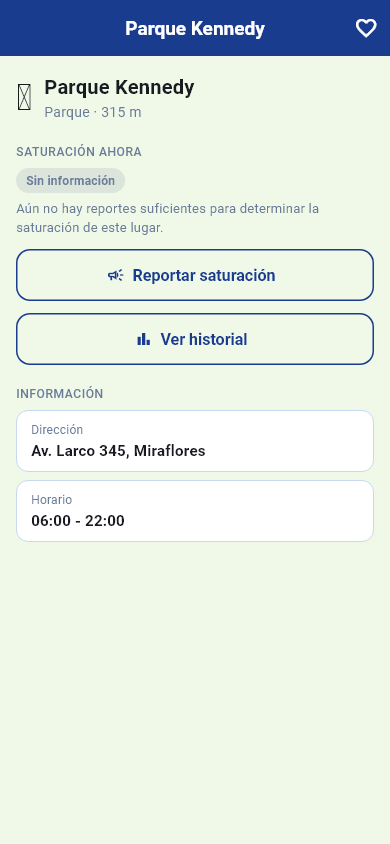 Parque Kennedy
Parque Kennedy
Parque · 315 m
SATURACIÓN AHORA
Sin información
Aún no hay reportes suficientes para determinar la
saturación de este lugar.
Reportar saturación
Ver historial
INFORMACIÓN
Dirección
Av. Larco 345, Miraflores
Horario
06:00 - 22:00